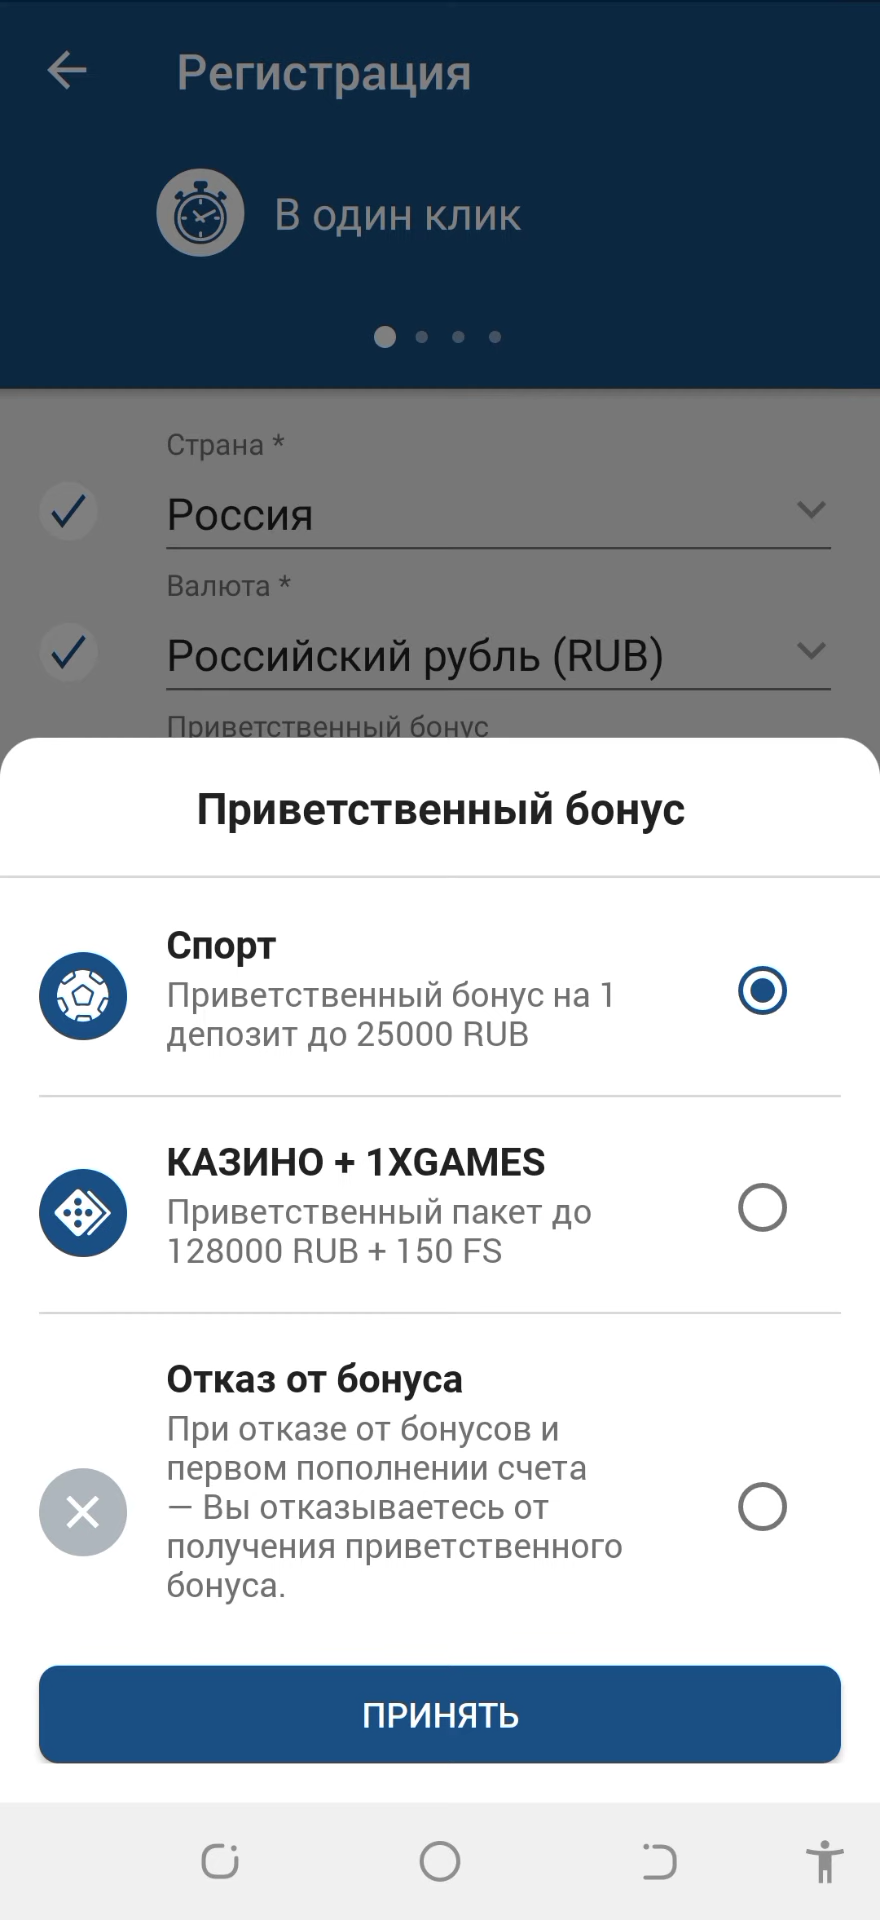 Регистрация
В один клик
Страна *
Россия
Валюта *
Российский рубль (RUB)
Приветственный бонус
Приветственный бонус
Спорт
Приветственный бонус на 1
депозит до 25000 RUB
КАЗИНО + 1XGAMES
Приветственный пакет до
128000 RUB + 150 FS
Отказ от бонуса
При отказе от бонусов и
первом пополнении счета
— Вы отказываетесь от
получения приветственного
бонуса.
ПРИНЯТЬ